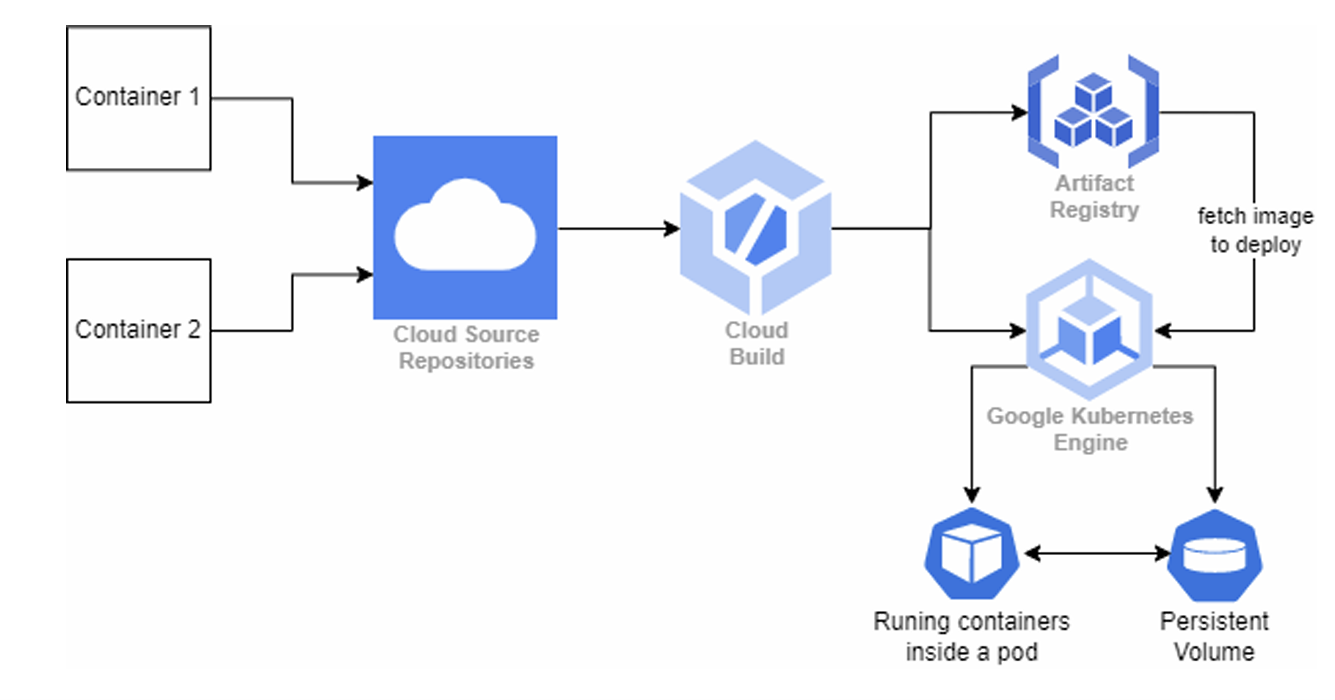 Container 1
Container 2
Cloud Source
Repositories
Cloud
Build
Artifact
Registry
fetch image
to deploy
Google Kubernetes
Engine
Runing containers
inside a pod
Persistent
Volume